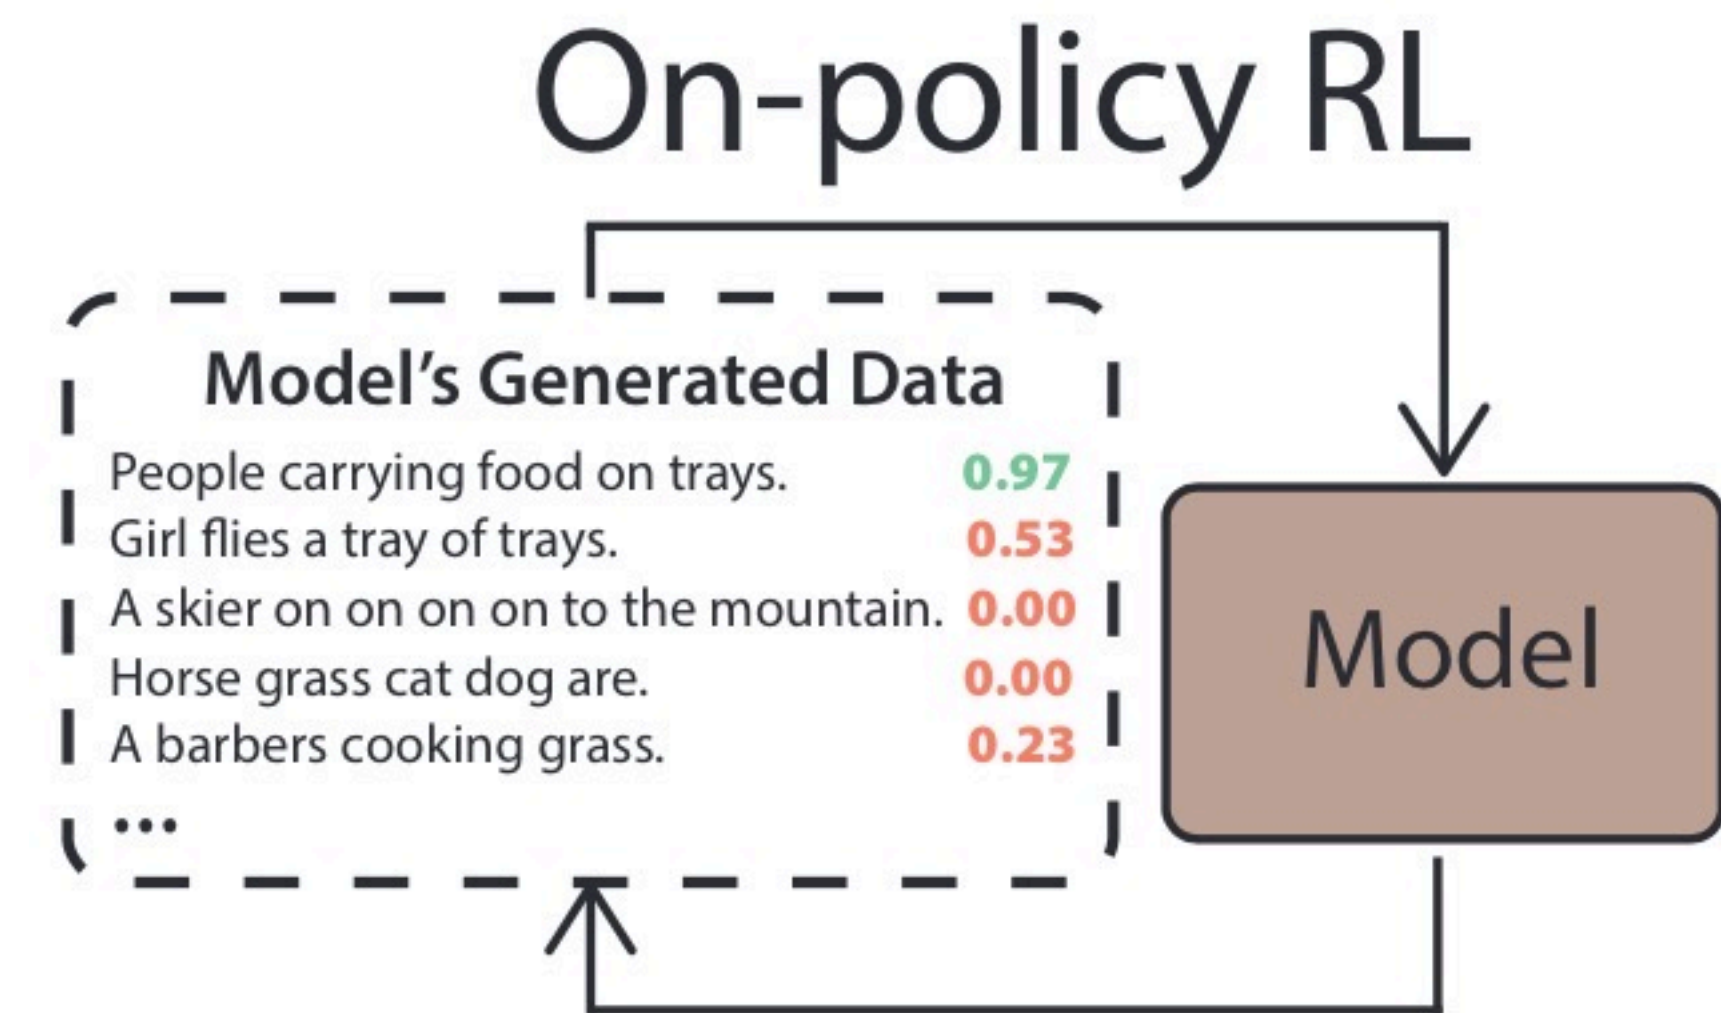 On-policy RL
Model’s Generated Data
People carrying food on trays. 0.97
Girl flies a tray of trays. 0.53
A skier on on on on to the mountain. 0.00
Horse grass cat dog are. 0.00
A barbers cooking grass. 0.23
...
Model